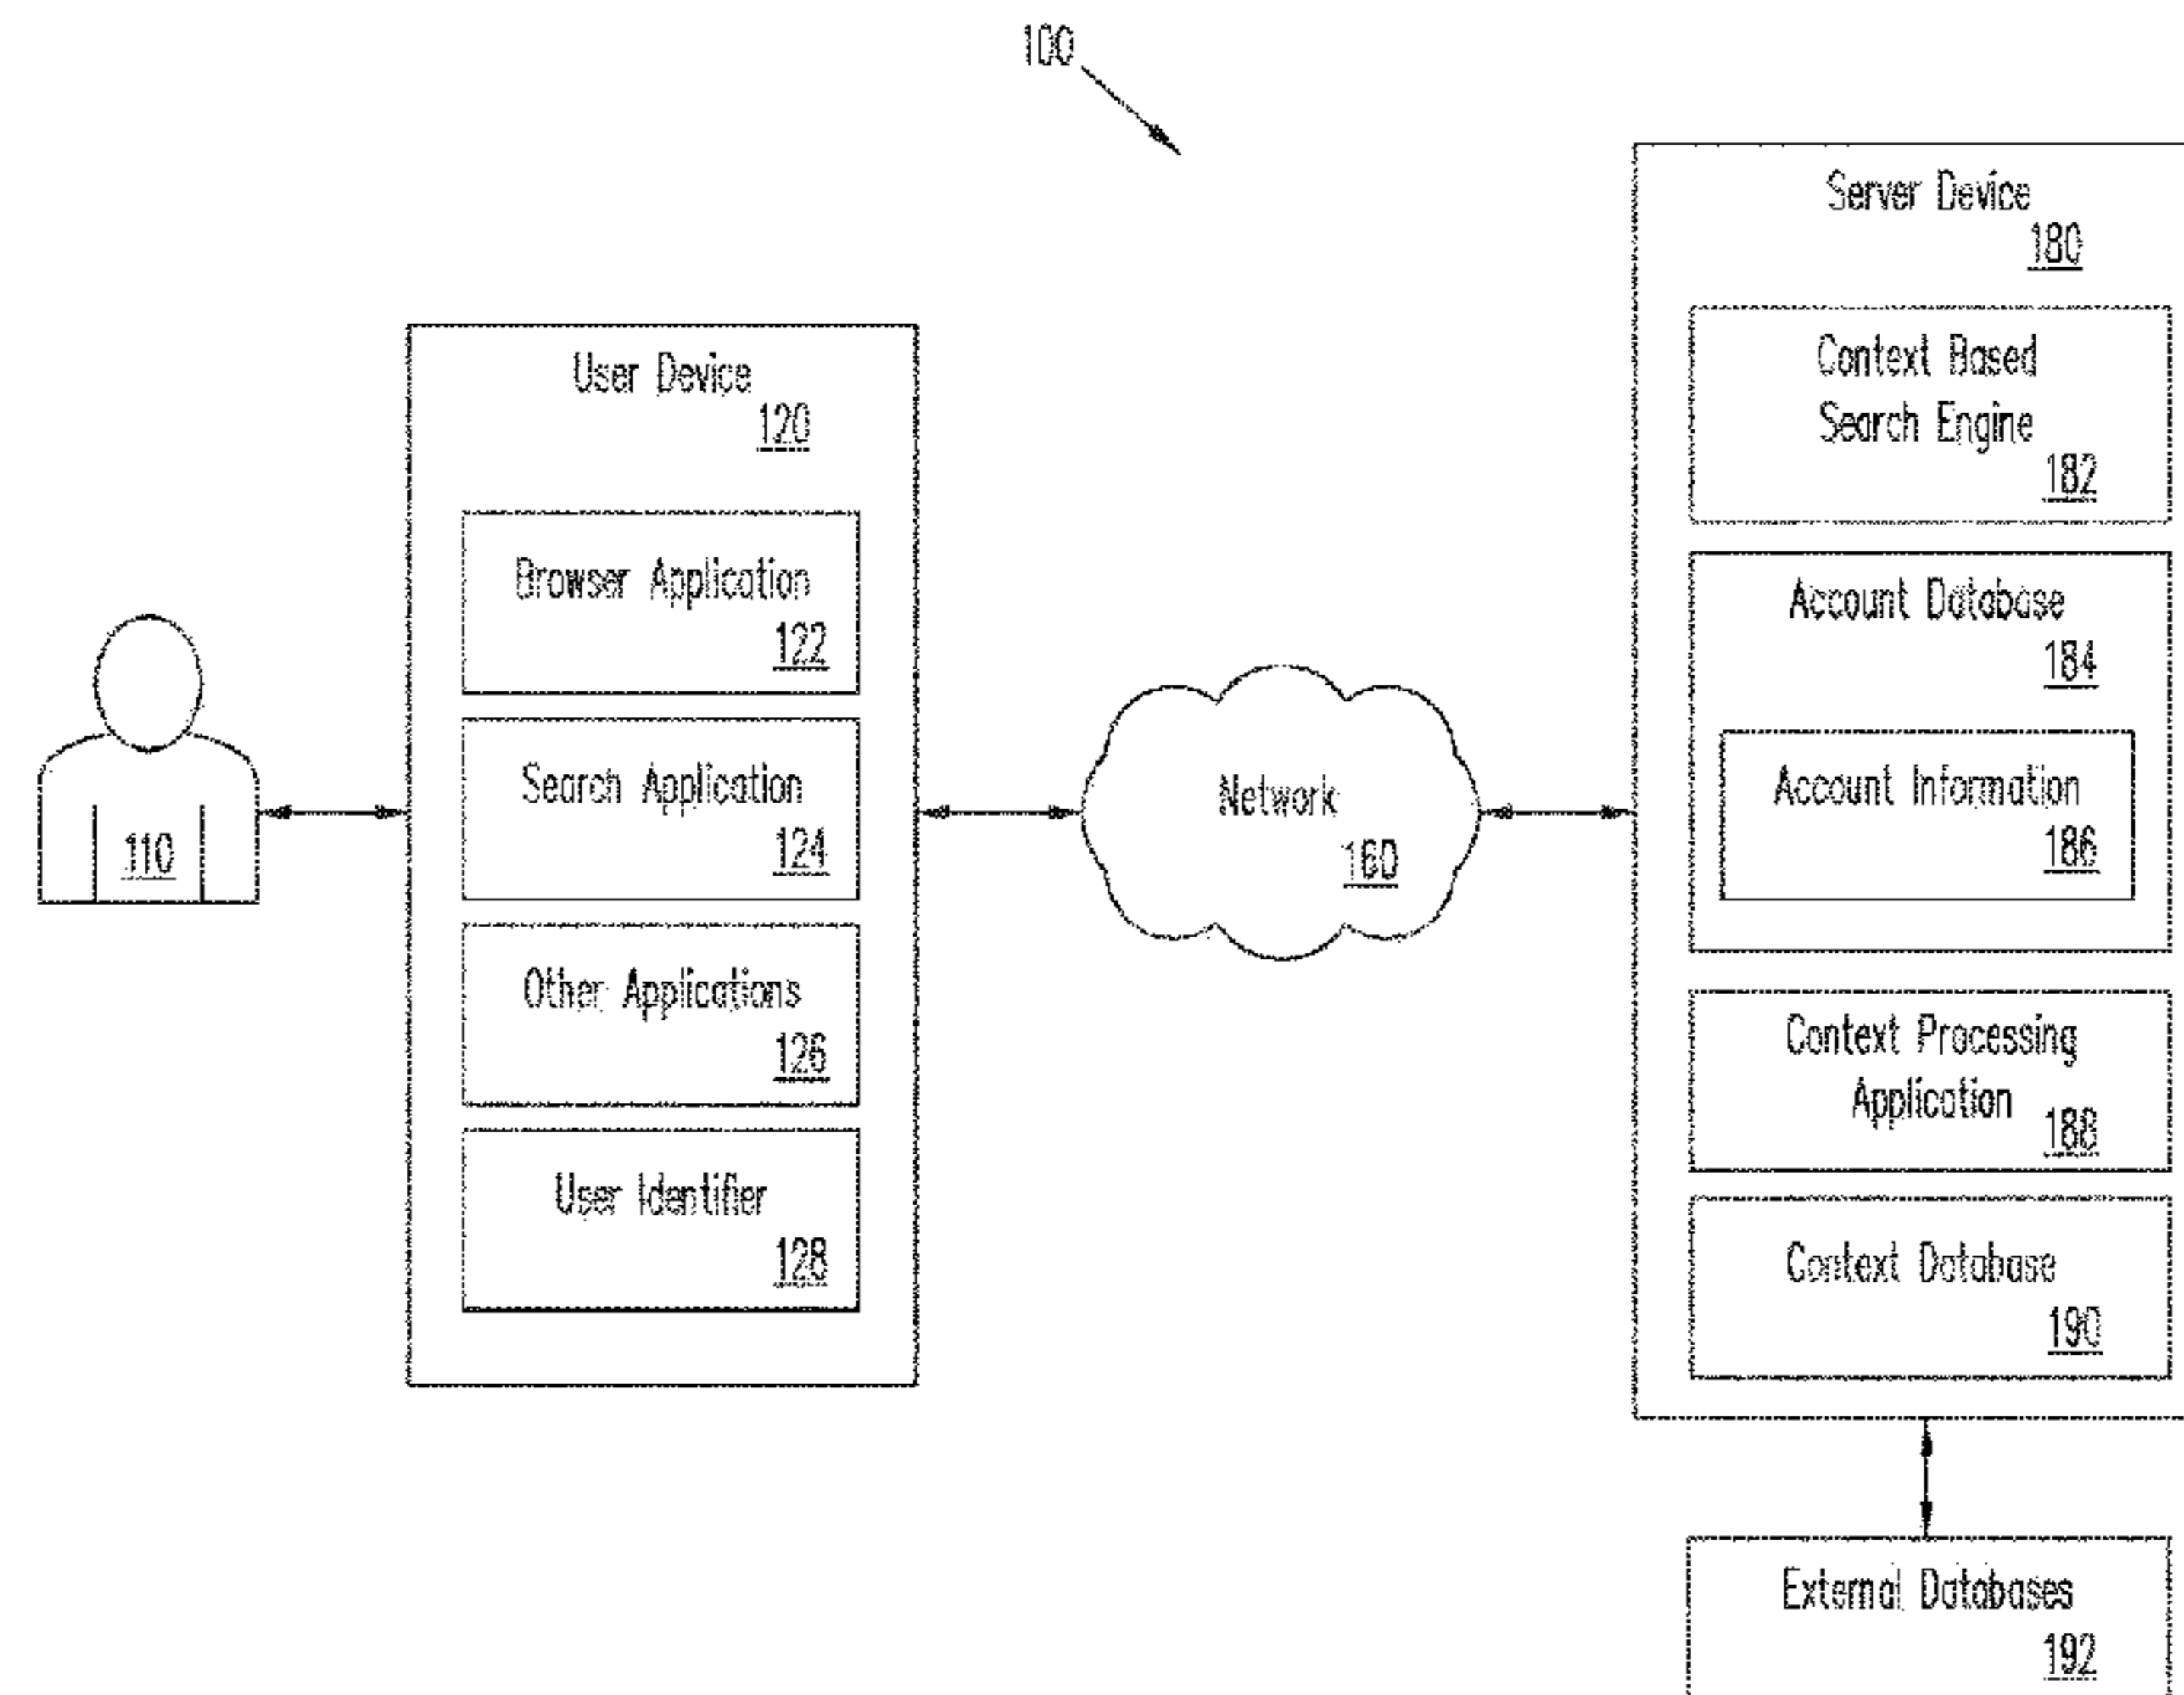 100
110
User Device
120
Browser Application
122
Search Application
124
Other Applications
126
User Identifier
128
Network
160
Server Device
180
Context Based
Search Engine
182
Account Database
184
Account Information
186
Context Processing
Application
188
Context Database
190
External Databases
192